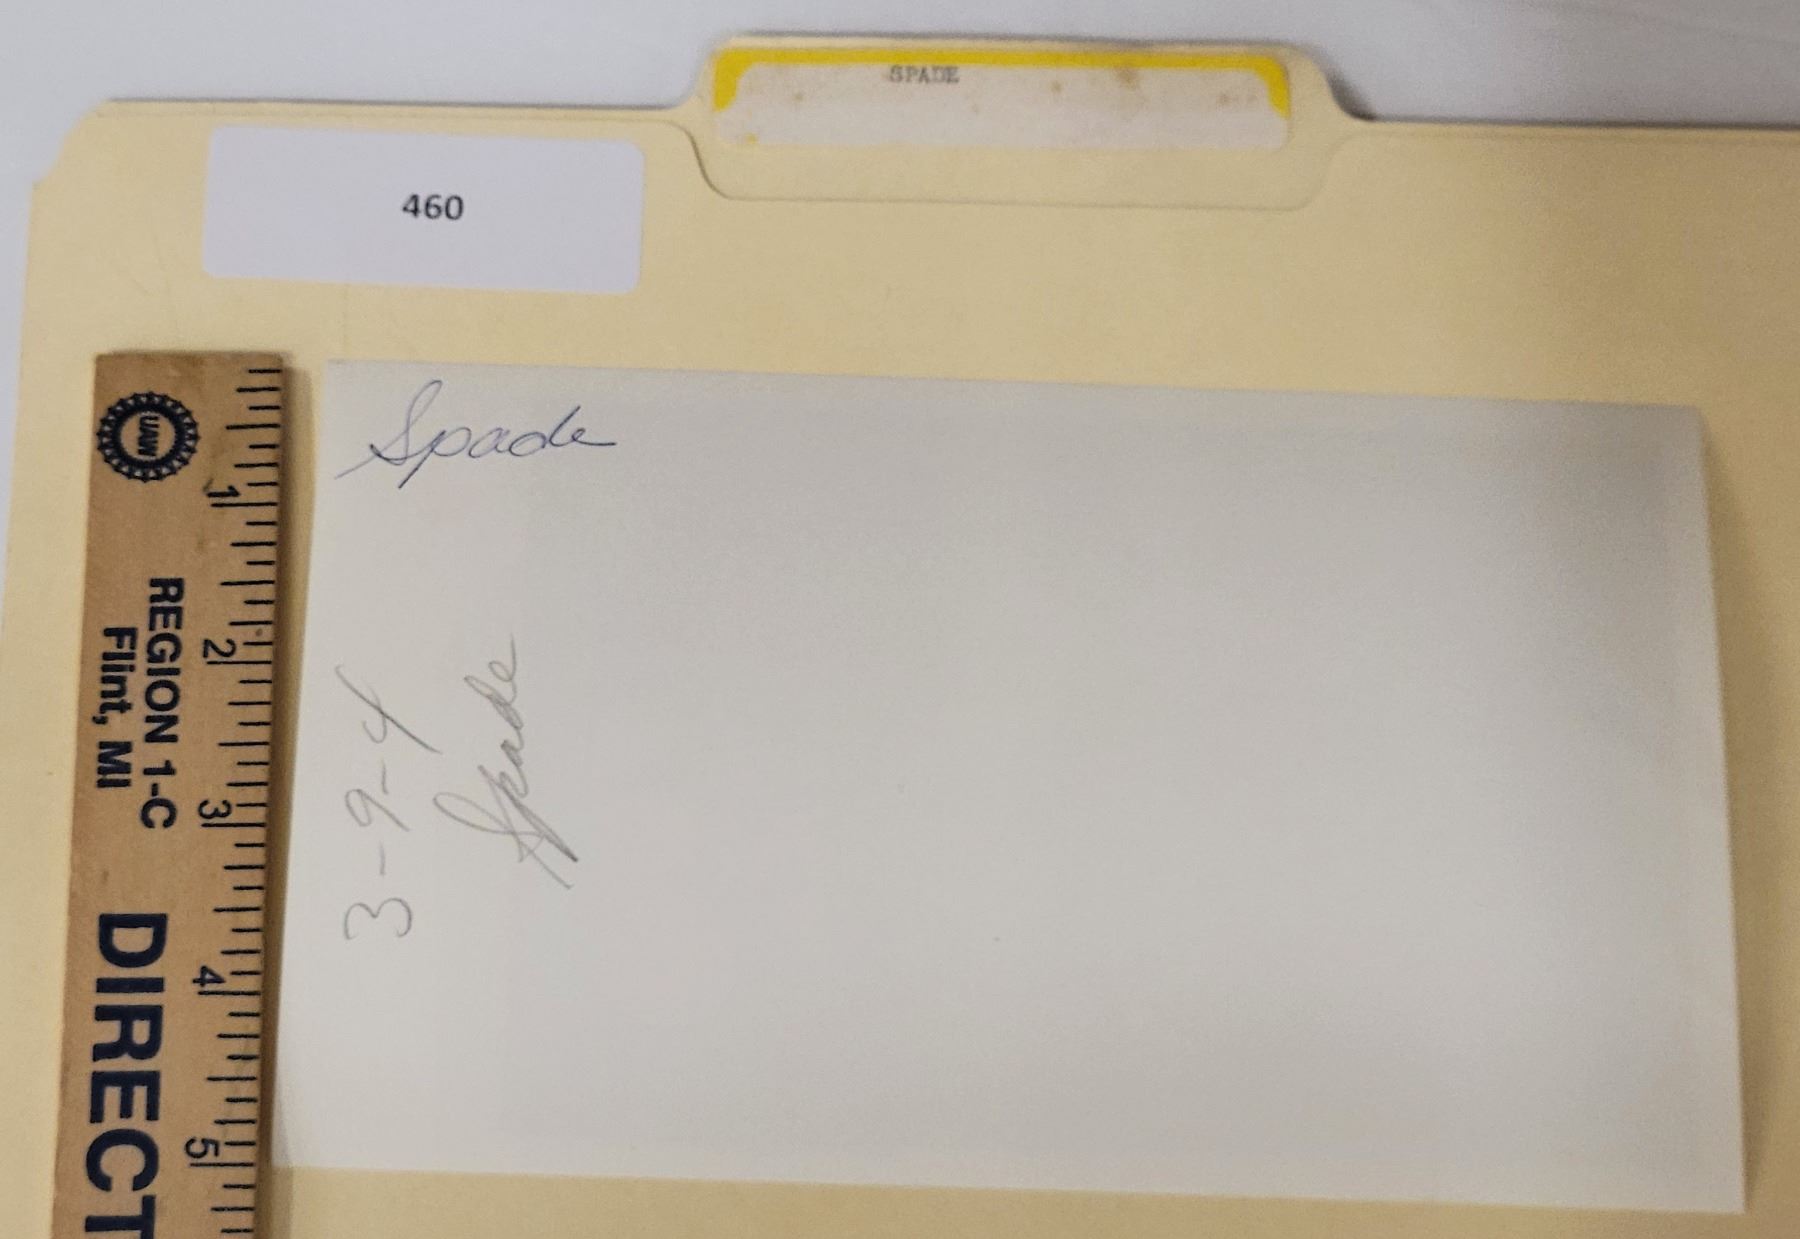 SPADE
460
Spade
3-9-4
Spade
UAW
REGION 1-C
Flint, MI
DIRECT
1
2
3
4
5